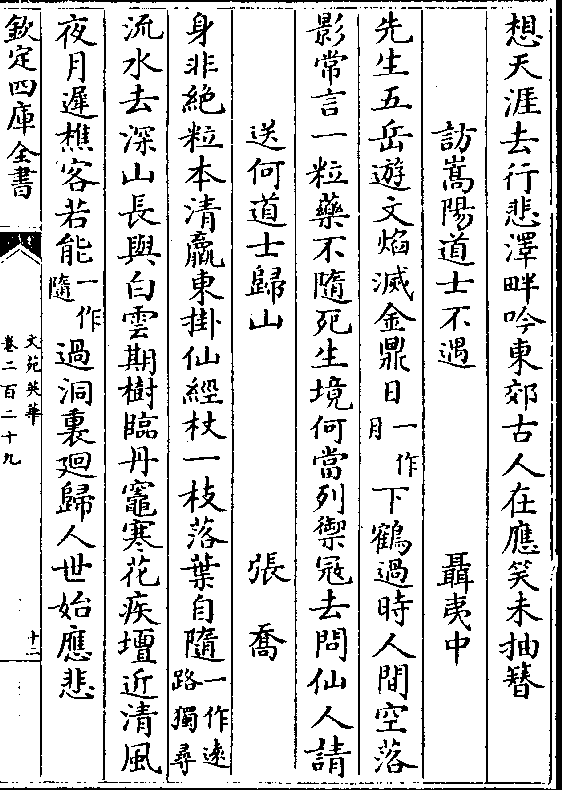 想天涯去行悲澤畔吟東郊古人在應笑未抽簪
訪嵩陽道士不遇 聶夷中
先生五岳遊文焰滅金鼎日一作月下鶴過時人間空落
影常言一粒藥不隨死生境何當列禦冦去問仙人請
送何道士歸山 張喬
身非絶粒本清羸東掛仙經杖一枝落葉自隨一作遠路獨尋
流水去深山長與白雲期樹臨丹竈寒花疾壇近清風
夜月遲樵客若能一作隨過洞裏廻歸人世始應悲
欽定四庫全書
文苑英華
卷二百二十九
十二